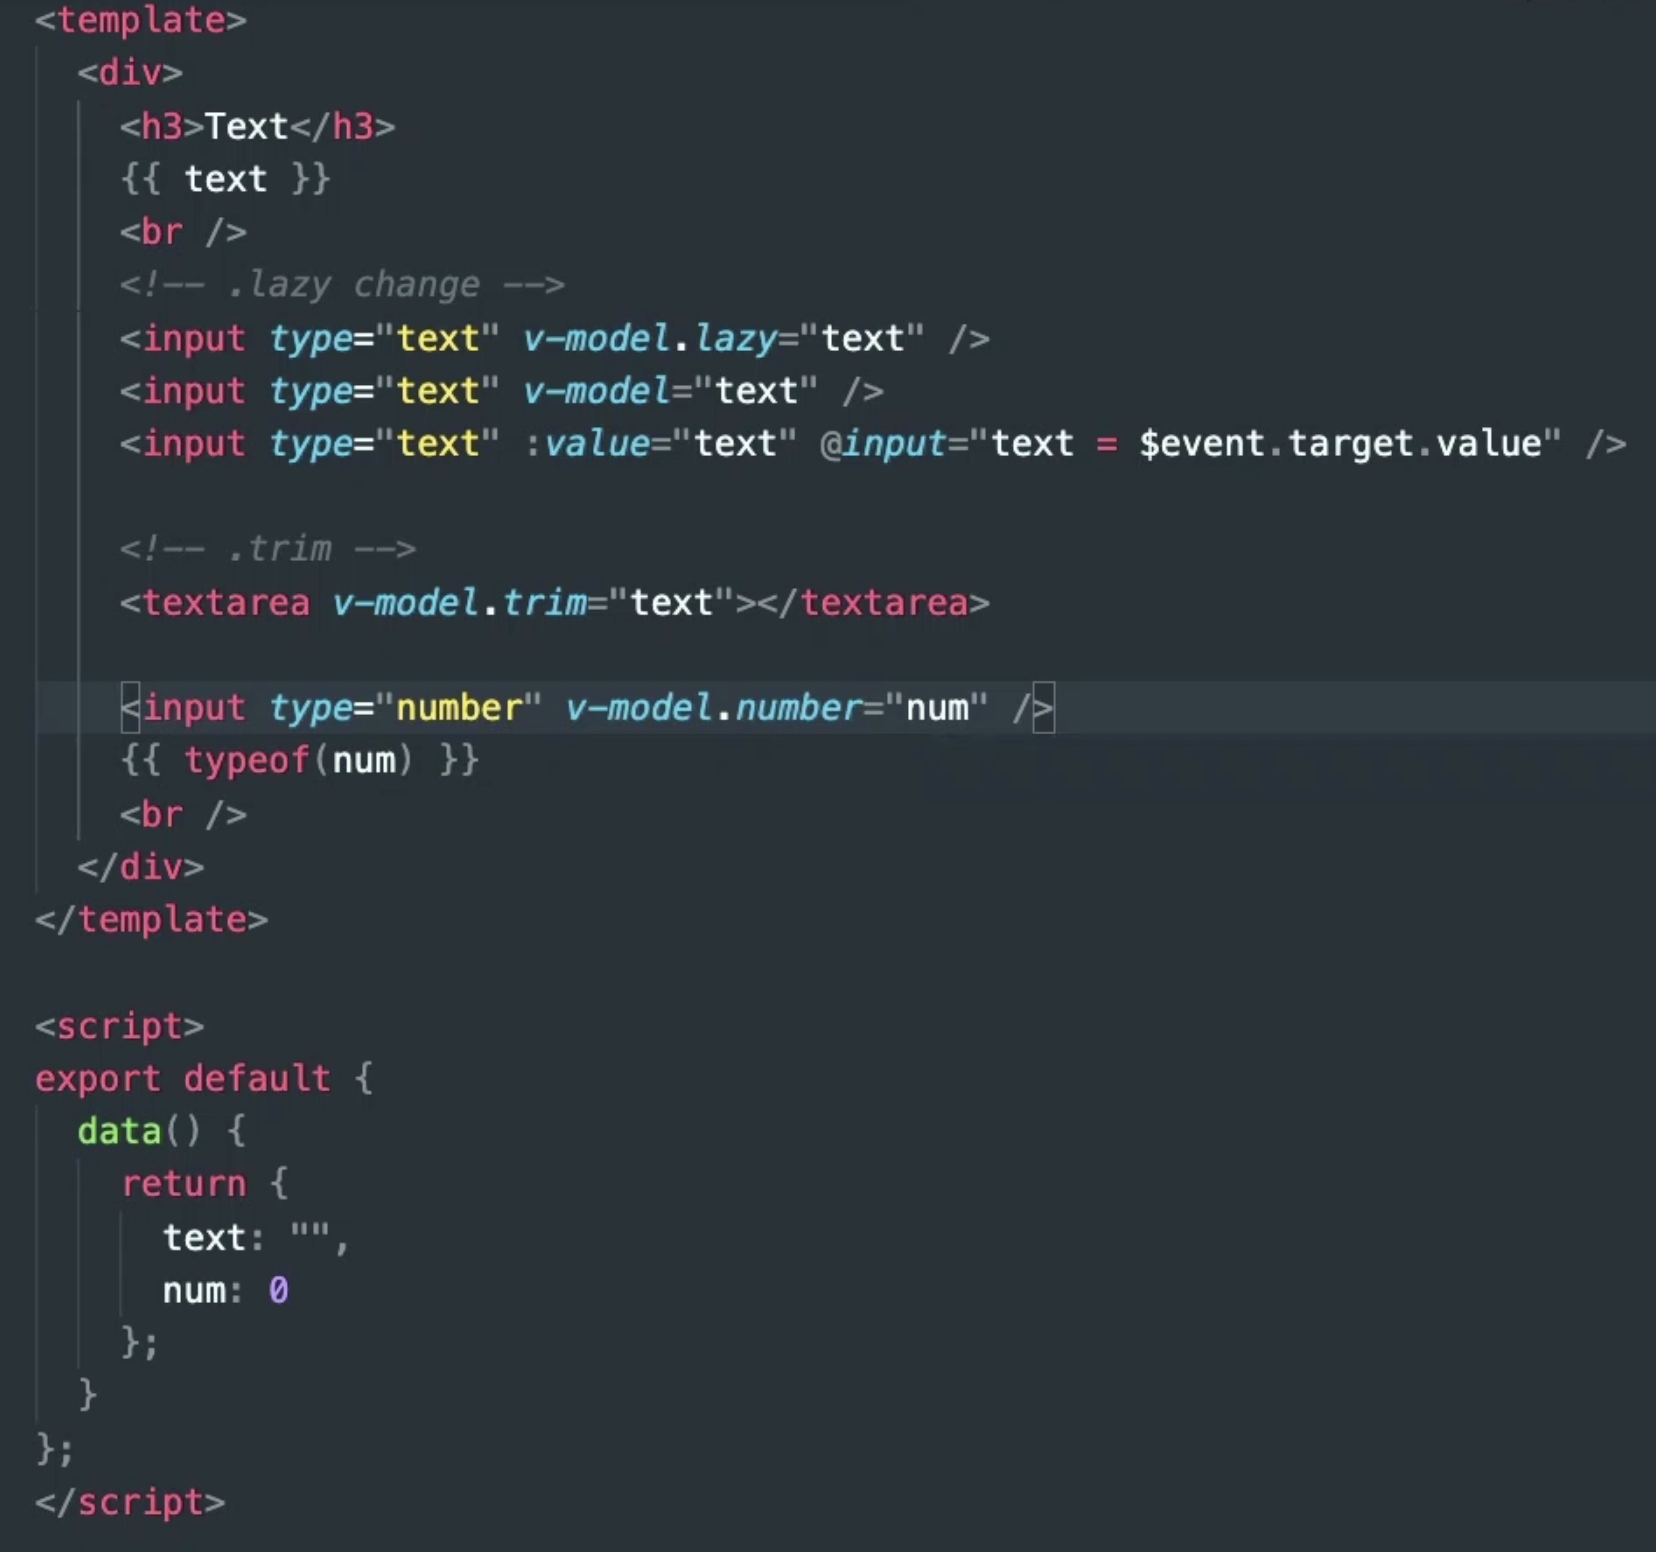 <template>
<div>
<h3>Text</h3>
{{ text }}
<br />
<!-- .lazy change -->
<input type="text" v-model.lazy="text" />
<input type="text" v-model="text" />
<input type="text" :value="text" @input="text = $event.target.value" />
<!-- .trim -->
<textarea v-model.trim="text"></textarea>
<input type="number" v-model.number="num" />
{{ typeof(num) }}
<br />
</div>
</template>
<script>
export default {
data() {
return {
text: "",
num: 0
};
}
};
</script>